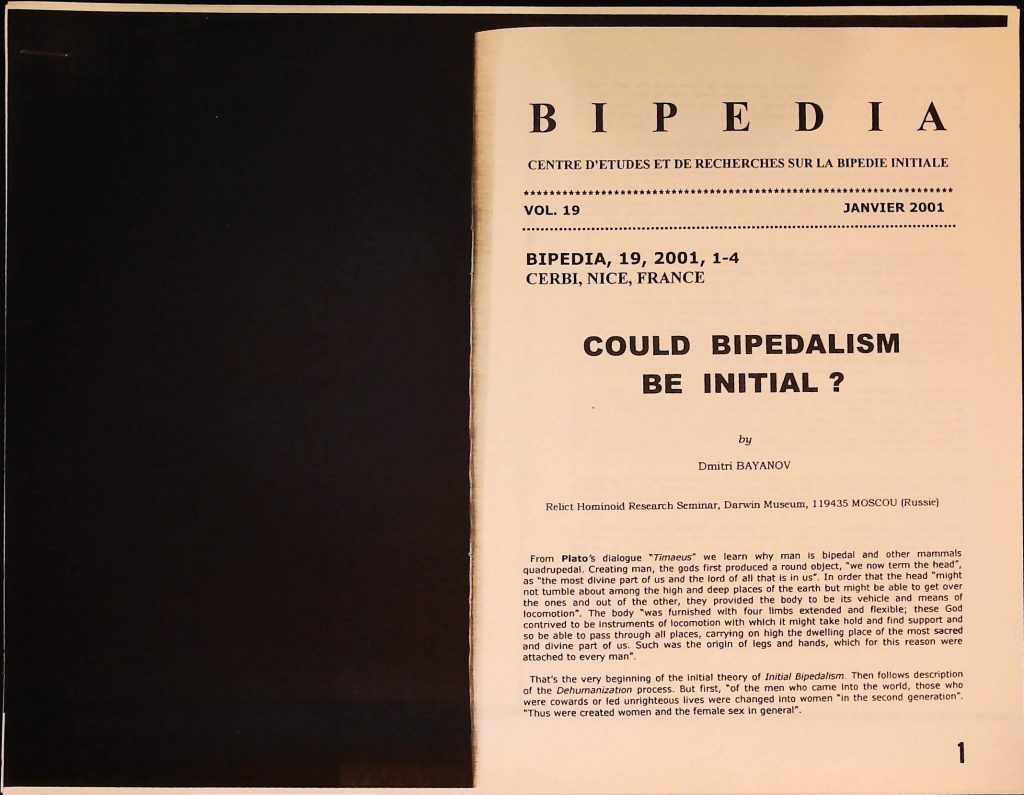 B I P E D I A
CENTRE D'ETUDES ET DE RECHERCHES SUR LA BIPEDIE INITIALE
VOL. 19 JANVIER 2001
BIPEDIA, 19, 2001, 1-4
CERBI, NICE, FRANCE
COULD BIPEDALISM
BE INITIAL ?
by
Dmitri BAYANOV
Relict Hominoid Research Seminar, Darwin Museum, 119435 MOSCOU (Russie)
From Plato's dialogue "Timaeus" we learn why man is bipedal and other mammals
quadrupedal. Creating man, the gods first produced a round object, "we now term the head",
as "the most divine part of us and the lord of all that is in us". In order that the head "might
not tumble about among the high and deep places of the earth but might be able to get over
the ones and out of the other, they provided the body to be its vehicle and means of
locomotion". The body "was furnished with four limbs extended and flexible; these God
contrived to be instruments of locomotion with which it might take hold and find support and
so be able to pass through all places, carrying on high the dwelling place of the most sacred
and divine part of us. Such was the origin of legs and hands, which for this reason were
attached to every man".
That's the very beginning of the initial theory of Initial Bipedalism. Then follows description
of the Dehumanization process. But first, "of the men who came into the world, those who
were cowards or led unrighteous lives were changed into women "in the second generation".
"Thus were created women and the female sex in general".
1